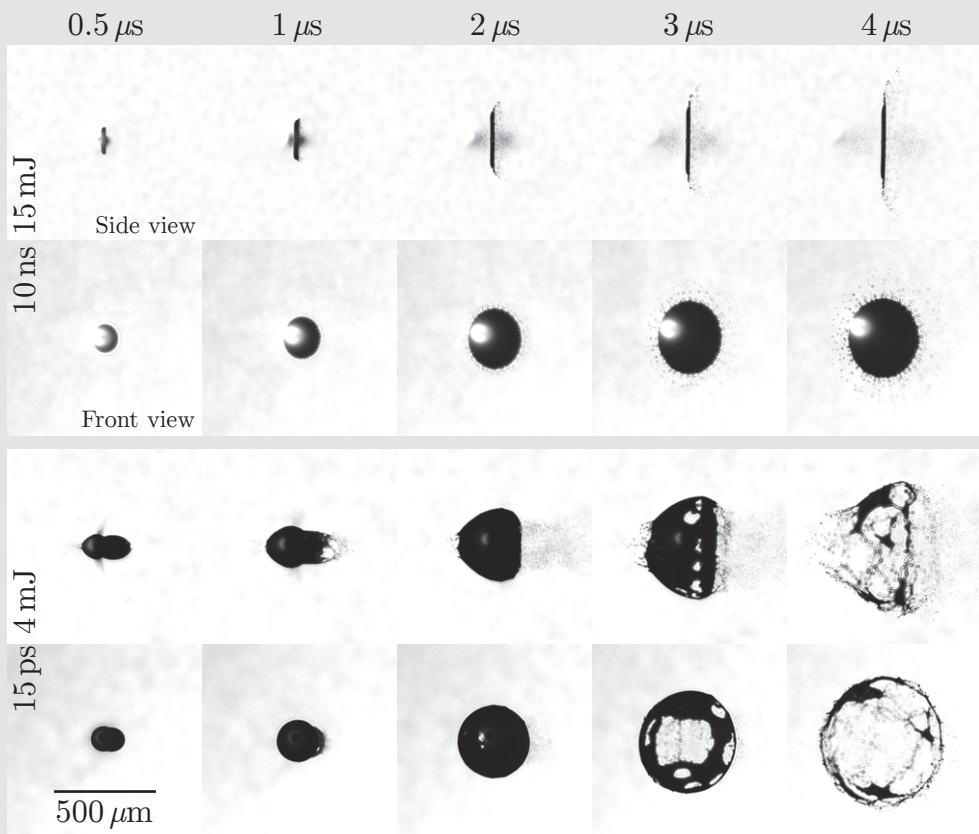 0.5 μs 1 μs 2 μs 3 μs 4 μs
10 ns 15 mJ
Side view
Front view
15 ps 4 mJ
500 μm